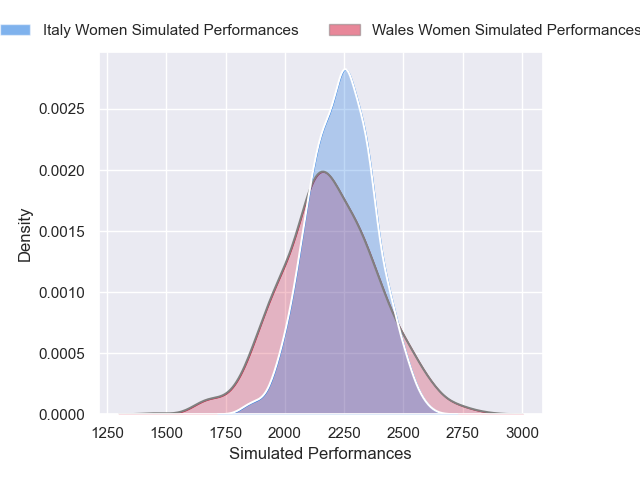 Italy Women Simulated Performances Wales Women Simulated Performances
0.0025
0.0020
0.0015
0.0010
0.0005
0.0000
Density
1250 1500 1750 2000 2250 2500 2750 3000
Simulated Performances